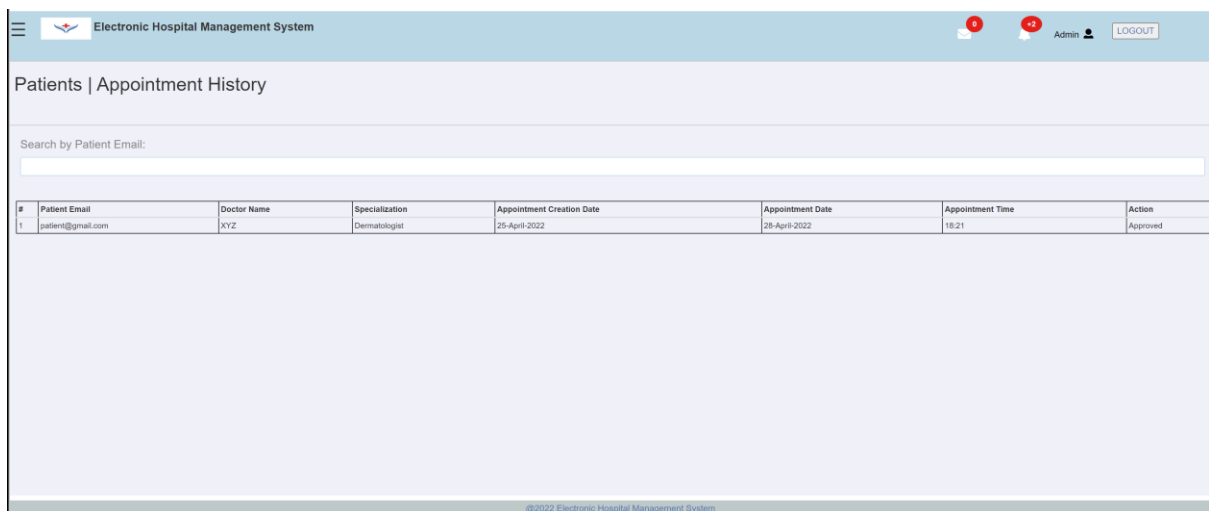 Electronic Hospital Management System 0 +2 Admin LOGOUT
Patients | Appointment History
Search by Patient Email:
# Patient Email Doctor Name Specialization Appointment Creation Date Appointment Date Appointment Time Action
1 patient@gmail.com XYZ Dermatologist 25-April-2022 28-April-2022 18:21 Approved
@2022 Electronic Hospital Management System